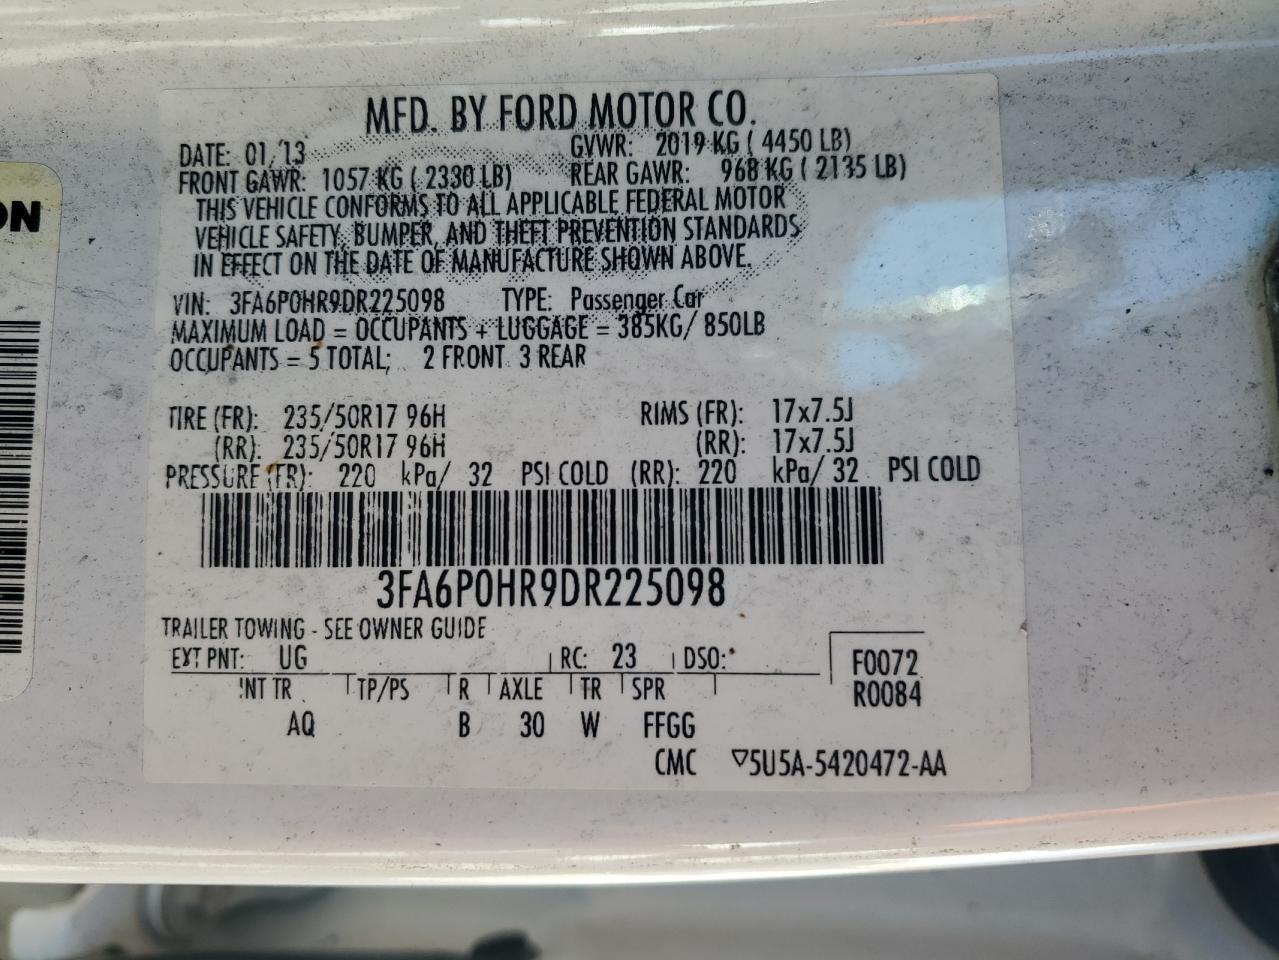 ON
MFD. BY FORD MOTOR CO.
DATE: 01/13 GVWR: 2019 KG ( 4450 LB)
FRONT GAWR: 1057 KG ( 2330 LB) REAR GAWR: 968 KG ( 2135 LB)
THIS VEHICLE CONFORMS TO ALL APPLICABLE FEDERAL MOTOR
VEHICLE SAFETY, BUMPER, AND THEFT PREVENTION STANDARDS
IN EFFECT ON THE DATE OF MANUFACTURE SHOWN ABOVE.
VIN: 3FA6P0HR9DR225098 TYPE: Passenger Car
MAXIMUM LOAD = OCCUPANTS + LUGGAGE = 385KG/ 850LB
OCCUPANTS = 5 TOTAL; 2 FRONT 3 REAR
TIRE (FR): 235/50R17 96H RIMS (FR): 17x7.5J
(RR): 235/50R17 96H (RR): 17x7.5J
PRESSURE (FR): 220 kPa/ 32 PSI COLD (RR): 220 kPa/ 32 PSI COLD
3FA6P0HR9DR225098
TRAILER TOWING - SEE OWNER GUIDE
EXT PNT: UG RC: 23 DSO: F0072
INT TR TP/PS R AXLE TR SPR R0084
AQ B 30 W FFGG
CMC ▽5U5A-5420472-AA